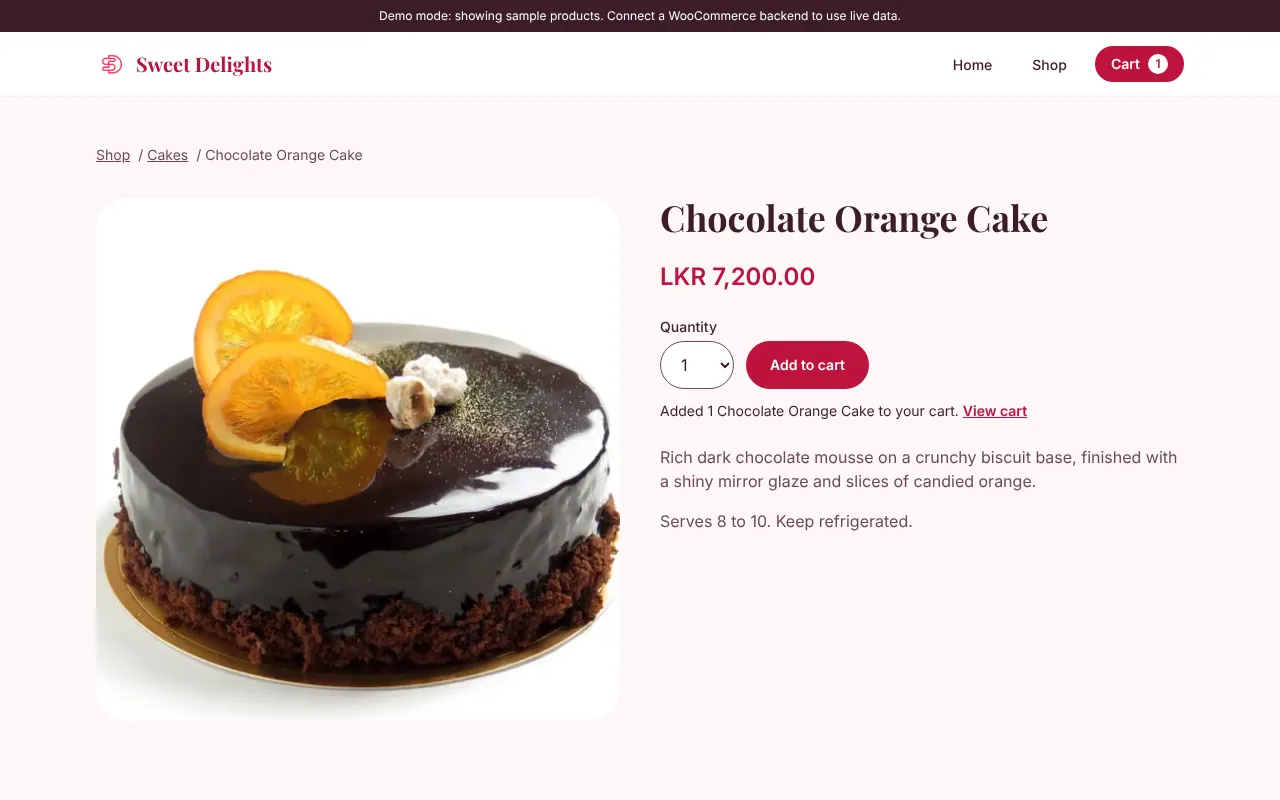 Demo mode: showing sample products. Connect a WooCommerce backend to use live data.
Sweet Delights
Home
Shop
Cart 1
Shop / Cakes / Chocolate Orange Cake
Chocolate Orange Cake
LKR 7,200.00
Quantity
1
Add to cart
Added 1 Chocolate Orange Cake to your cart. View cart
Rich dark chocolate mousse on a crunchy biscuit base, finished with
a shiny mirror glaze and slices of candied orange.
Serves 8 to 10. Keep refrigerated.